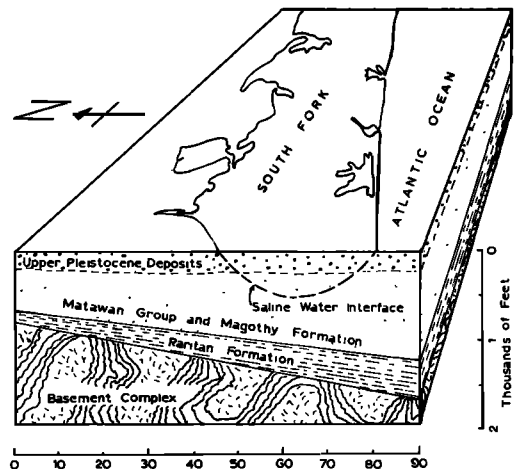 N
SOUTH FORK
ATLANTIC OCEAN
Upper Pleistocene Deposits
Saline Water Interface
Matawan Group and Magothy Formation
Raritan Formation
Basement Complex
0
1
2
Thousands of Feet
0 10 20 30 40 50 60 70 80 90